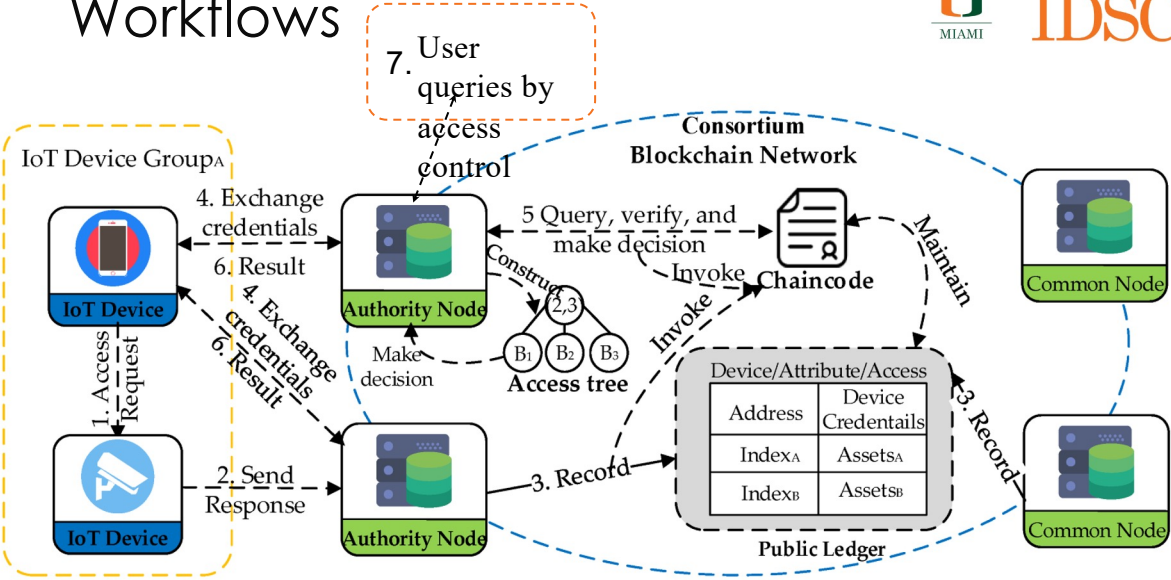 Workflows
MIAMI
IDSC
7. User
queries by
access
control
IoT Device GroupA
Consortium
Blockchain Network
4. Exchange
credentials
6. Result
5 Query, verify, and
make decision
Construct
Invoke
Chaincode
Maintain
Common Node
IoT Device
Authority Node
(2,3)
B1
B2
B3
Access tree
Make
decision
4. Exchange
credentials
6. Result
Invoke
1. Access
Request
Device/Attribute/Access
Address
Device
Credentails
IndexA
AssetsA
IndexB
AssetsB
Public Ledger
3. Record
3. Record
2. Send
Response
IoT Device
Authority Node
Common Node